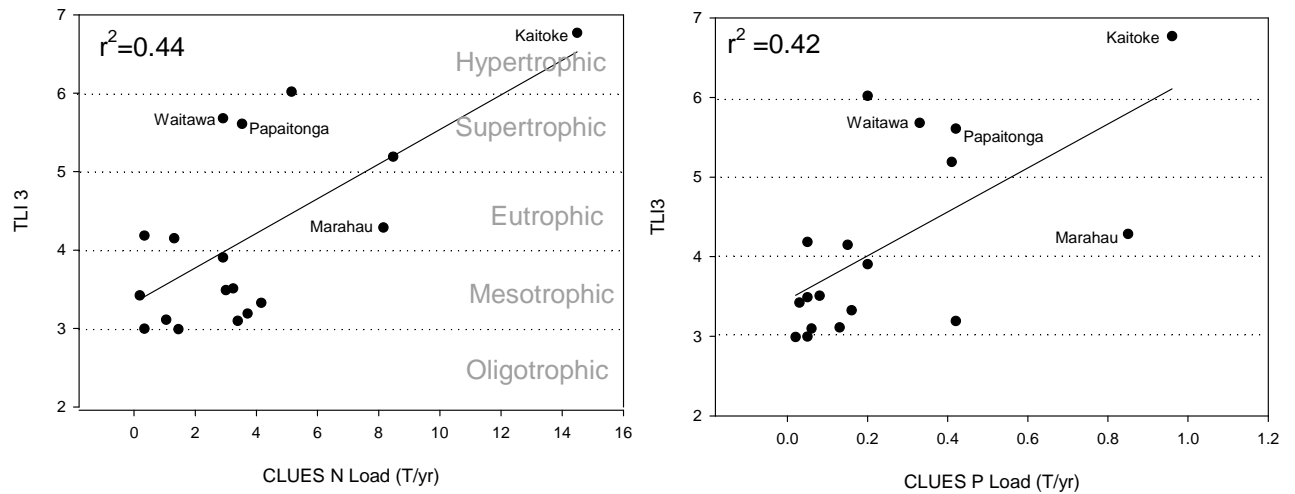 7
6
5
4
3
2
TLI 3
r²=0.44
Kaitoke
Hypertrophic
Waitawa
Papaitonga
Supertrophic
Eutrophic
Marahau
Mesotrophic
Oligotrophic
0 2 4 6 8 10 12 14 16
CLUES N Load (T/yr)
7
6
5
4
3
2
TLI3
r² =0.42
Kaitoke
Waitawa
Papaitonga
Marahau
0.0 0.2 0.4 0.6 0.8 1.0 1.2
CLUES P Load (T/yr)